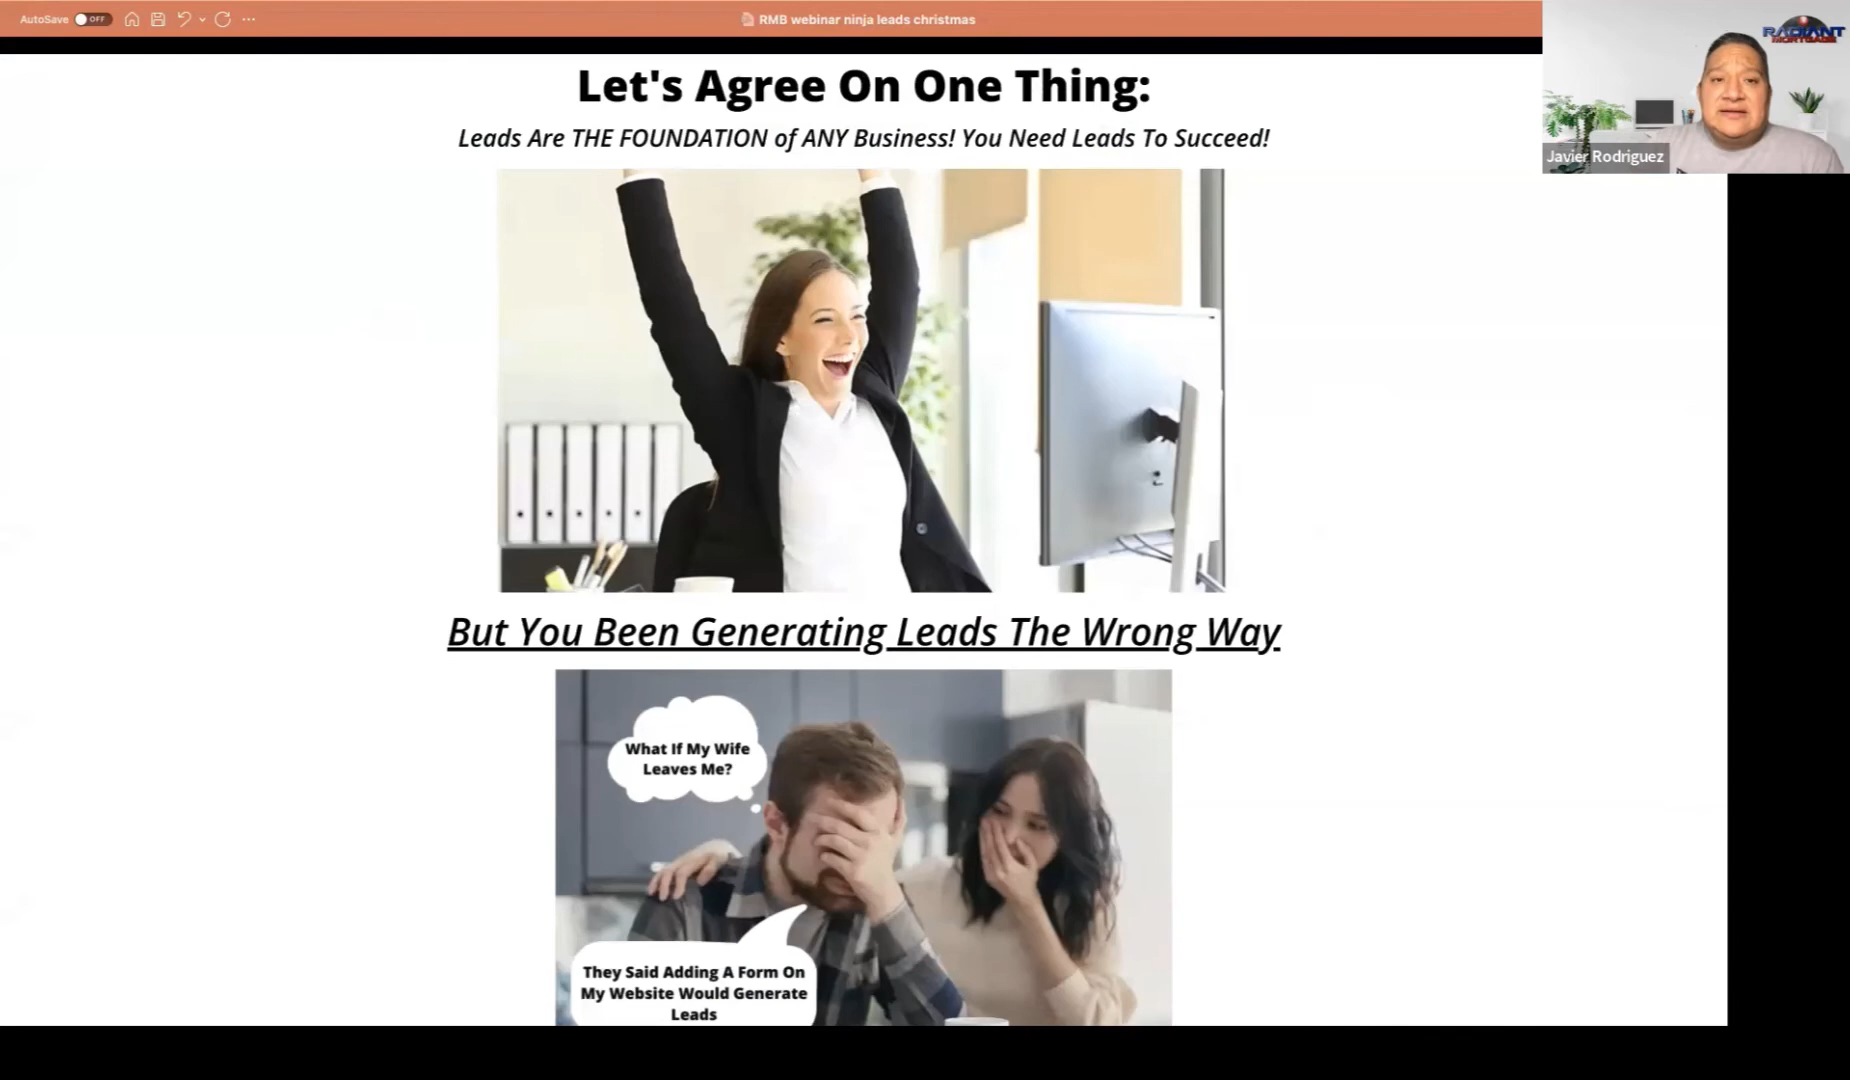 AutoSave OFF
RMB webinar ninja leads christmas
RADIANT
MORTGAGE
Javier Rodriguez
Let's Agree On One Thing:
Leads Are THE FOUNDATION of ANY Business! You Need Leads To Succeed!
But You Been Generating Leads The Wrong Way
What If My Wife
Leaves Me?
They Said Adding A Form On
My Website Would Generate
Leads